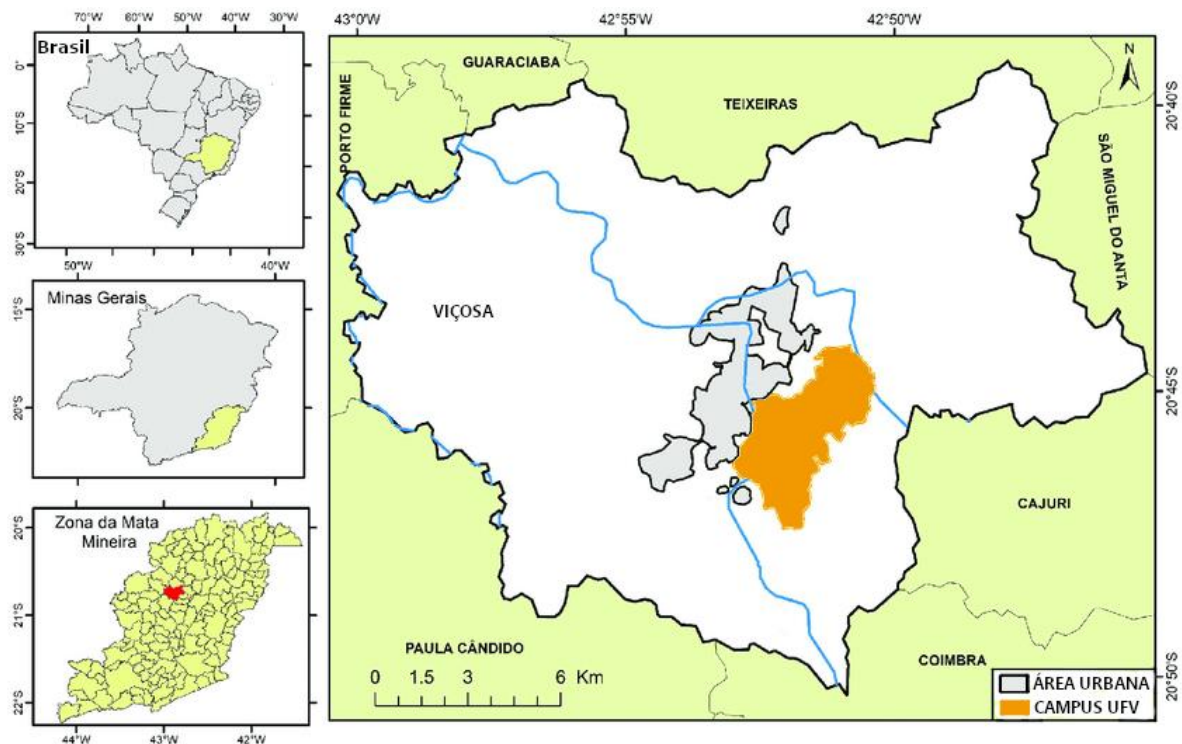 70°W 60°W 50°W 40°W 30°W
Brasil
0°
10°S
20°S
30°S
50°W 40°W
Minas Gerais
15°S
20°S
Zona da Mata
Mineira
20°S
21°S
22°S
44°W 43°W 42°W
43°0'W 42°55'W 42°50'W
N
GUARACIABA
TEIXEIRAS
PORTO FIRME
SÃO MIGUEL DO ANTA
VIÇOSA
CAJURI
PAULA CÂNDIDO
COIMBRA
20°40'S
20°45'S
20°50'S
0 1.5 3 6 Km
ÁREA URBANA
CAMPUS UFV